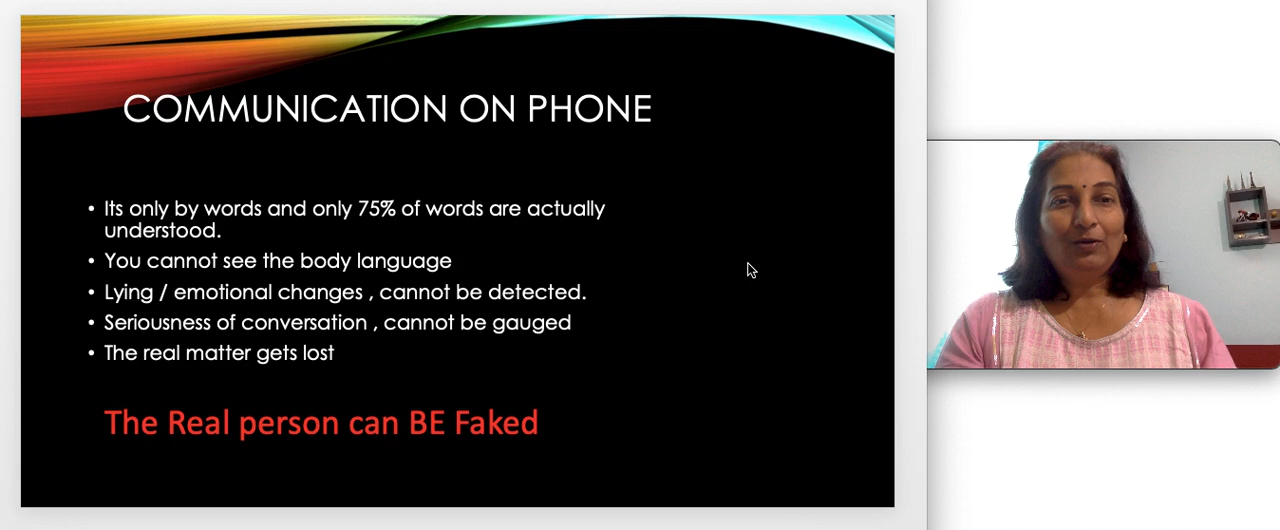 COMMUNICATION ON PHONE
• Its only by words and only 75% of words are actually
understood.
• You cannot see the body language
• Lying / emotional changes , cannot be detected.
• Seriousness of conversation , cannot be gauged
• The real matter gets lost
The Real person can BE Faked